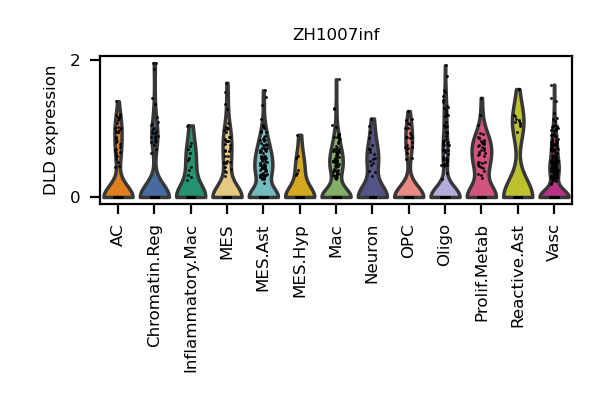 ZH1007inf
DLD expression
2
0
AC
Chromatin.Reg
Inflammatory.Mac
MES
MES.Ast
MES.Hyp
Mac
Neuron
OPC
Oligo
Prolif.Metab
Reactive.Ast
Vasc